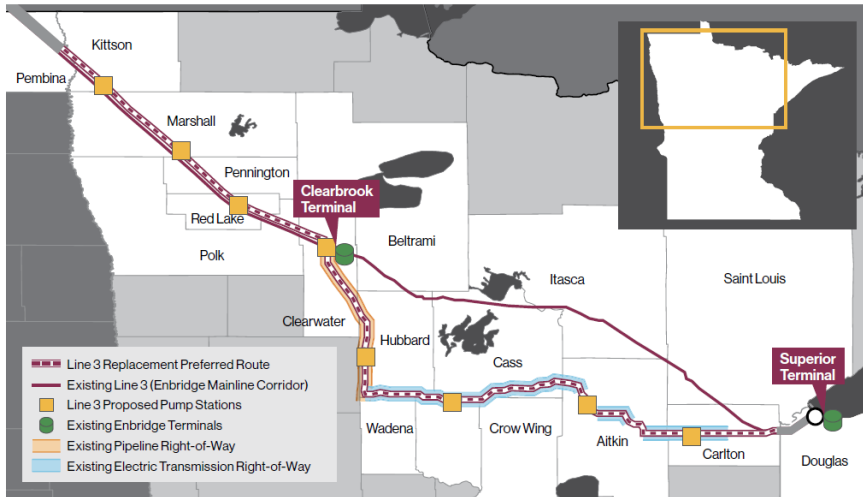 Kittson
Pembina
Marshall
Pennington
Clearbrook
Terminal
Red Lake
Beltrami
Polk
Itasca
Saint Louis
Clearwater
Hubbard
Cass
Superior
Terminal
Wadena
Crow Wing
Aitkin
Carlton
Douglas
Line 3 Replacement Preferred Route
Existing Line 3 (Enbridge Mainline Corridor)
Line 3 Proposed Pump Stations
Existing Enbridge Terminals
Existing Pipeline Right-of-Way
Existing Electric Transmission Right-of-Way